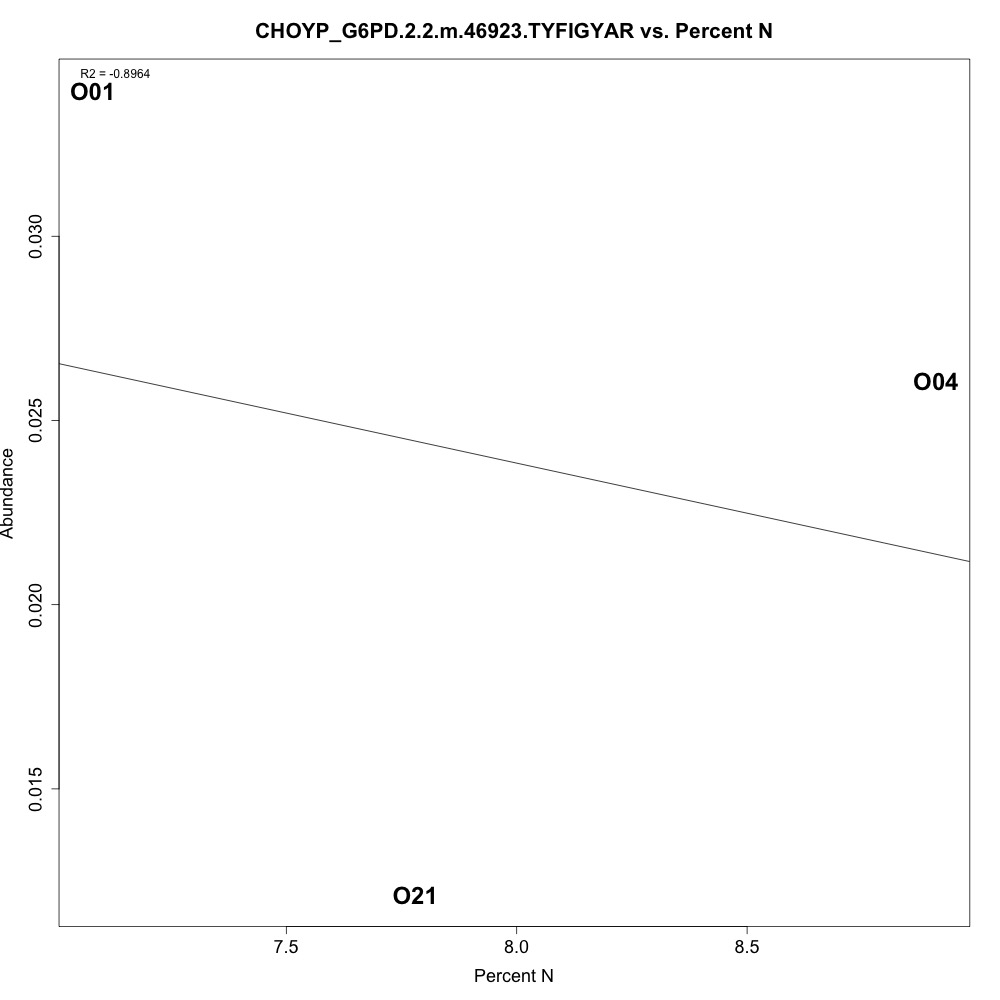 CHOYP_G6PD.2.2.m.46923.TYFIGYAR vs. Percent N
R2 = -0.8964
O01
0.030
O04
0.025
Abundance
0.020
0.015
O21
7.5 8.0 8.5
Percent N